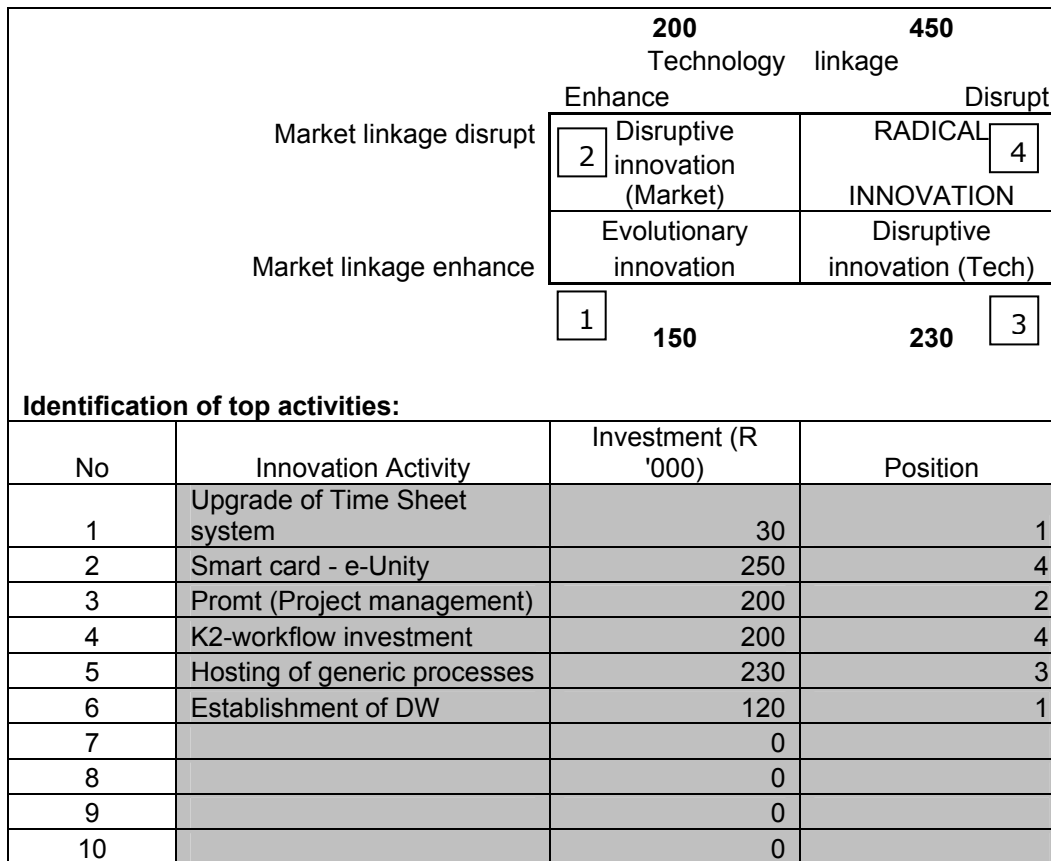 200 450
Technology linkage
Enhance Disrupt
Market linkage disrupt
2
Disruptive
innovation
(Market)
RADICAL
INNOVATION
4
Market linkage enhance
Evolutionary
innovation
Disruptive
innovation (Tech)
1
150
230
3
Identification of top activities:
No
Innovation Activity
Investment (R
'000)
Position
1 Upgrade of Time Sheet
system 30 1
2 Smart card - e-Unity 250 4
3 Promt (Project management) 200 2
4 K2-workflow investment 200 4
5 Hosting of generic processes 230 3
6 Establishment of DW 120 1
7 0
8 0
9 0
10 0